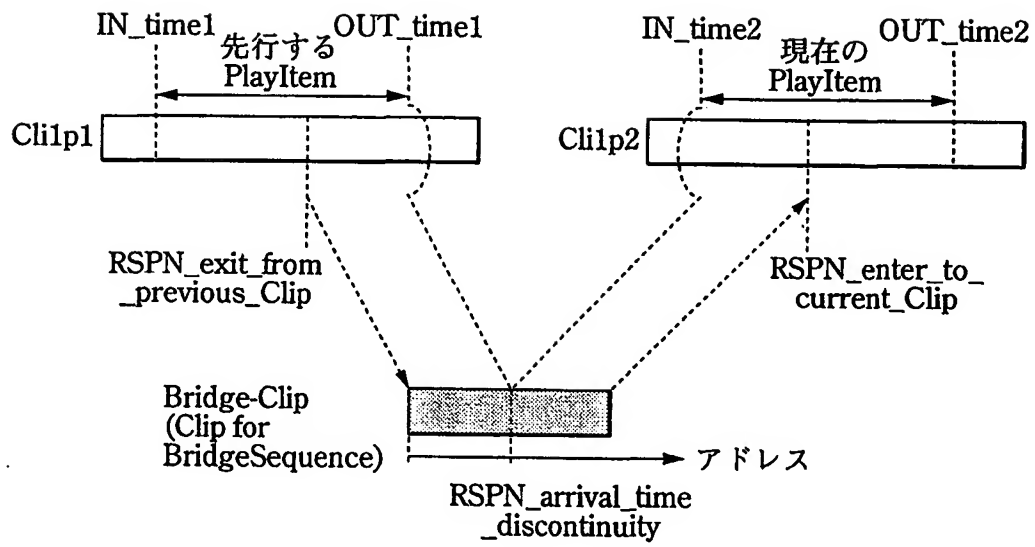 IN_time1
OUT_time1
IN_time2
OUT_time2
先行する
PlayItem
現在の
PlayItem
Cli1p1
Cli1p2
RSPN_exit_from
_previous_Clip
RSPN_enter_to_
current_Clip
Bridge-Clip
(Clip for
BridgeSequence)
アドレス
RSPN_arrival_time
_discontinuity